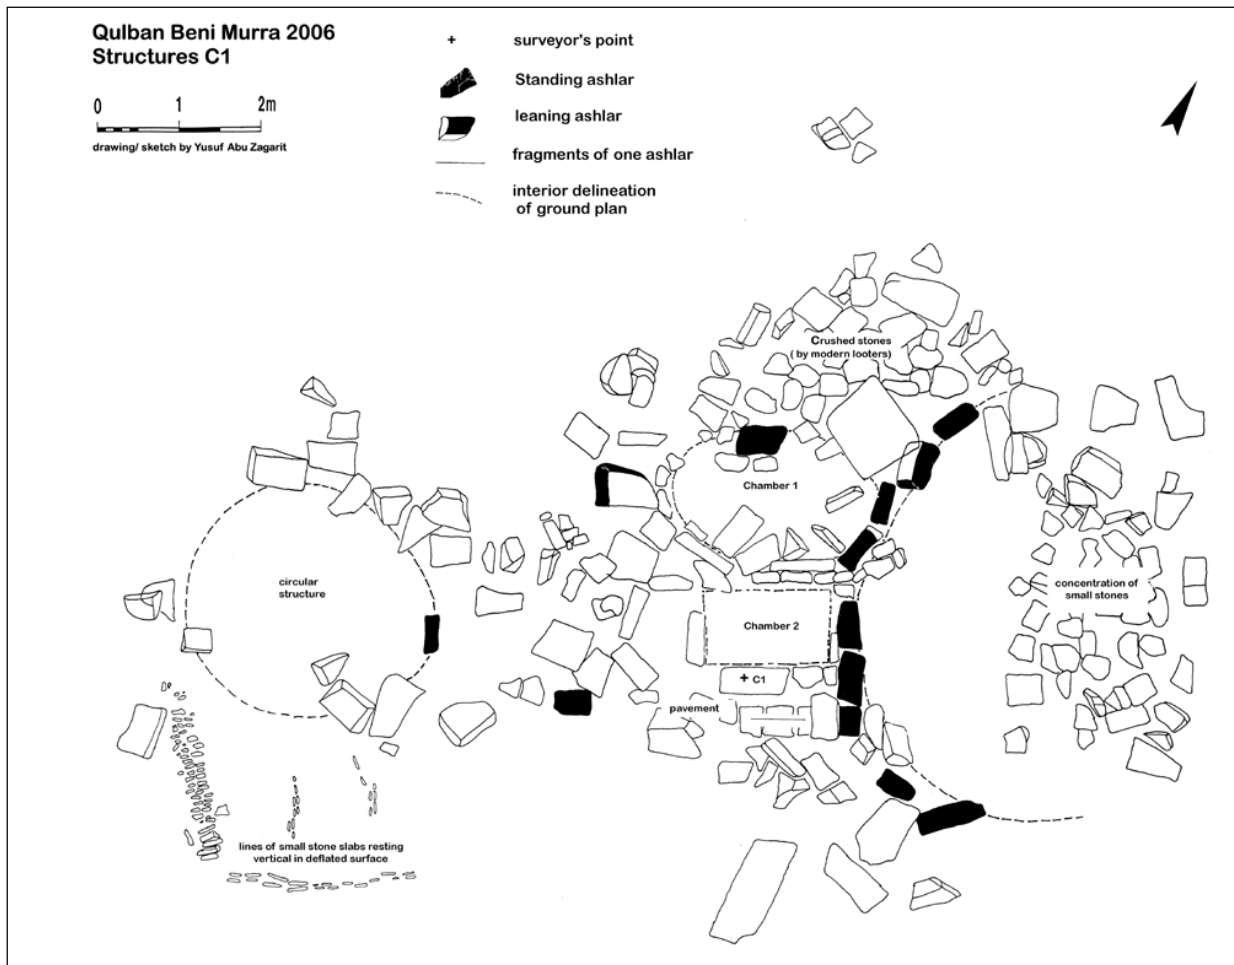 Qulban Beni Murra 2006
Structures C1
0 1 2m
drawing/ sketch by Yusuf Abu Zagarit
+ surveyor's point
Standing ashlar
leaning ashlar
fragments of one ashlar
interior delineation
of ground plan
Crushed stones
( by modern looters)
Chamber 1
circular
structure
concentration of
small stones
Chamber 2
+ C1
pavement
lines of small stone slabs resting
vertical in deflated surface